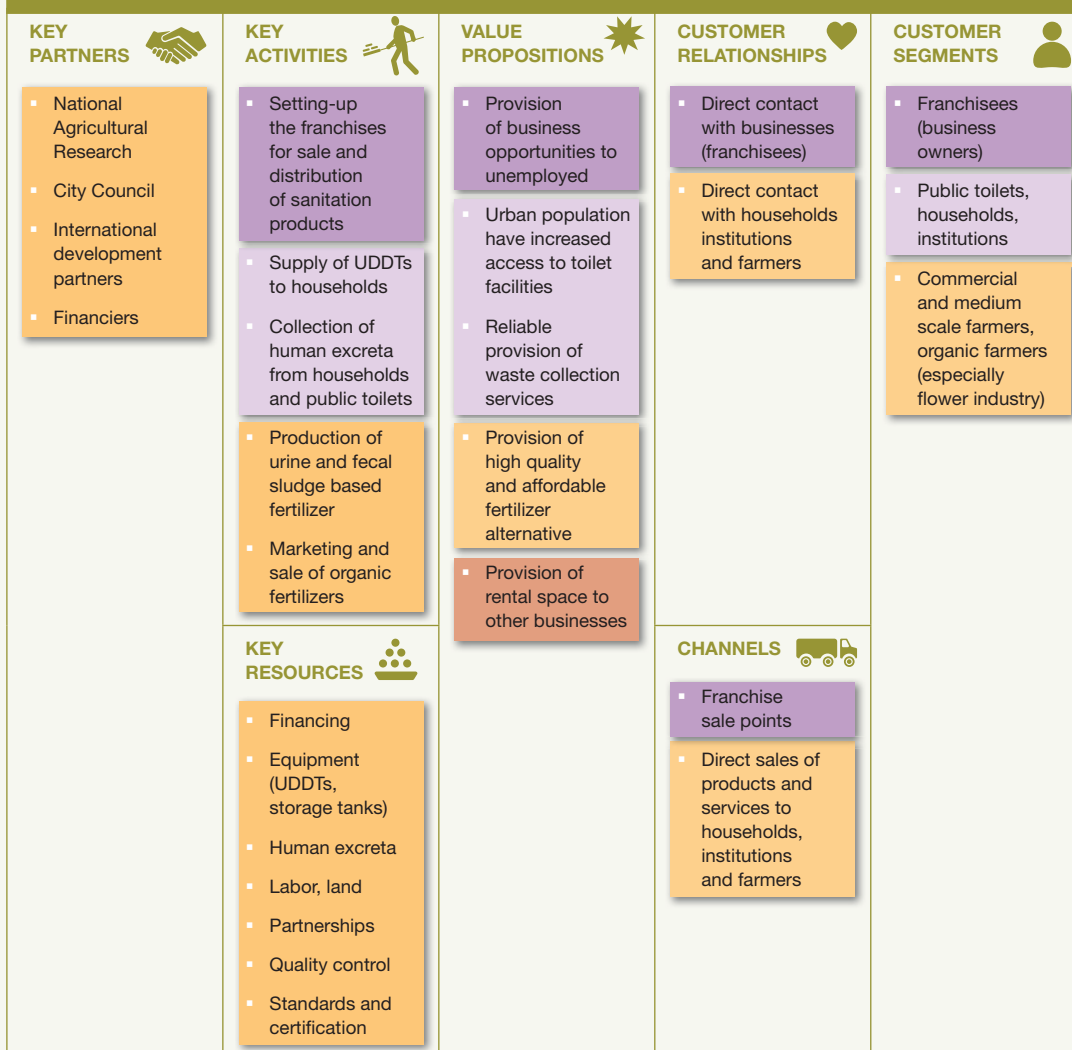 KEY
PARTNERS
National
Agricultural
Research
City Council
International
development
partners
Financiers
KEY
ACTIVITIES
Setting-up
the franchises
for sale and
distribution
of sanitation
products
Supply of UDDTs
to households
Collection of
human excreta
from households
and public toilets
Production of
urine and fecal
sludge based
fertilizer
Marketing and
sale of organic
fertilizers
KEY
RESOURCES
Financing
Equipment
(UDDTs,
storage tanks)
Human excreta
Labor, land
Partnerships
Quality control
Standards and
certification
VALUE
PROPOSITIONS
Provision
of business
opportunities to
unemployed
Urban population
have increased
access to toilet
facilities
Reliable
provision of
waste collection
services
Provision of
high quality
and affordable
fertilizer
alternative
Provision of
rental space to
other businesses
CUSTOMER
RELATIONSHIPS
Direct contact
with businesses
(franchisees)
Direct contact
with households
institutions
and farmers
CHANNELS
Franchise
sale points
Direct sales of
products and
services to
households,
institutions
and farmers
CUSTOMER
SEGMENTS
Franchisees
(business
owners)
Public toilets,
households,
institutions
Commercial
and medium
scale farmers,
organic farmers
(especially
flower industry)